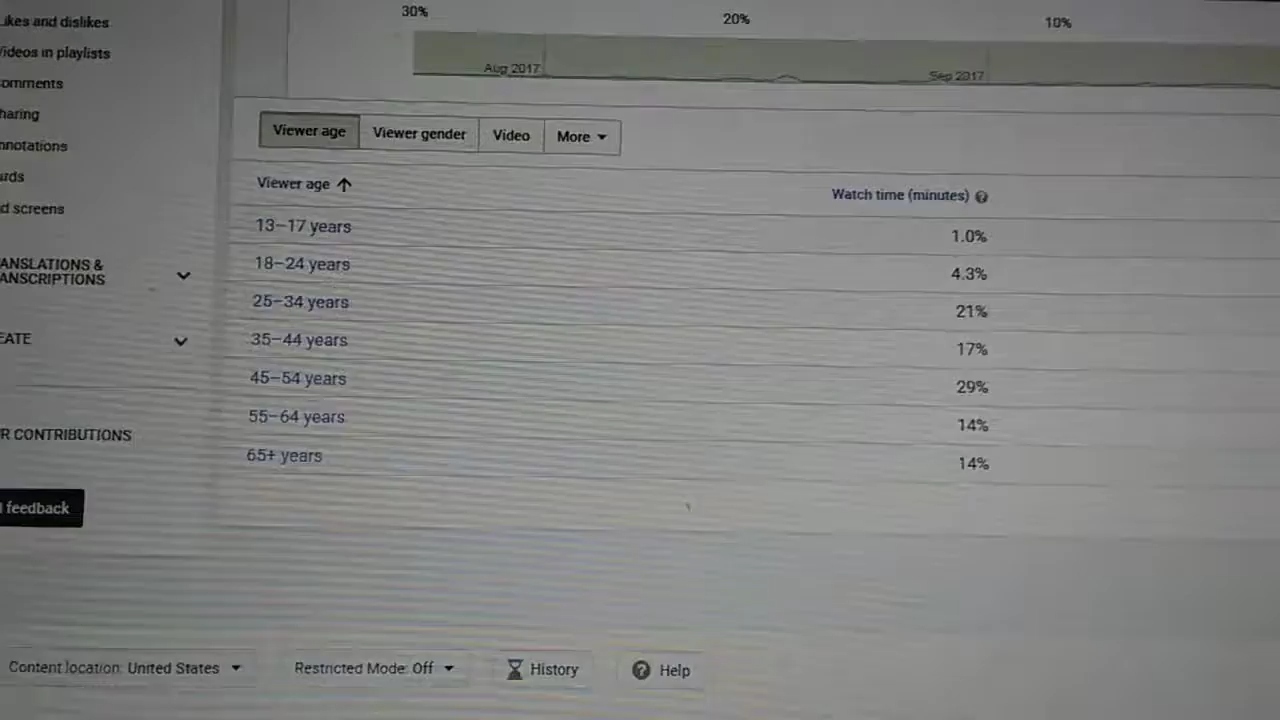 30% 20% 10%
Aug 2017 Sep 2017
Likes and dislikes
Videos in playlists
omments
haring
nnotations
ards
d screens
ANSLATIONS &
ANSCRIPTIONS
EATE
R CONTRIBUTIONS
feedback
Viewer age Viewer gender Video More
Viewer age ↑ Watch time (minutes) ?
13–17 years 1.0%
18–24 years 4.3%
25–34 years 21%
35–44 years 17%
45–54 years 29%
55–64 years 14%
65+ years 14%
Content location: United States Restricted Mode: Off History ? Help